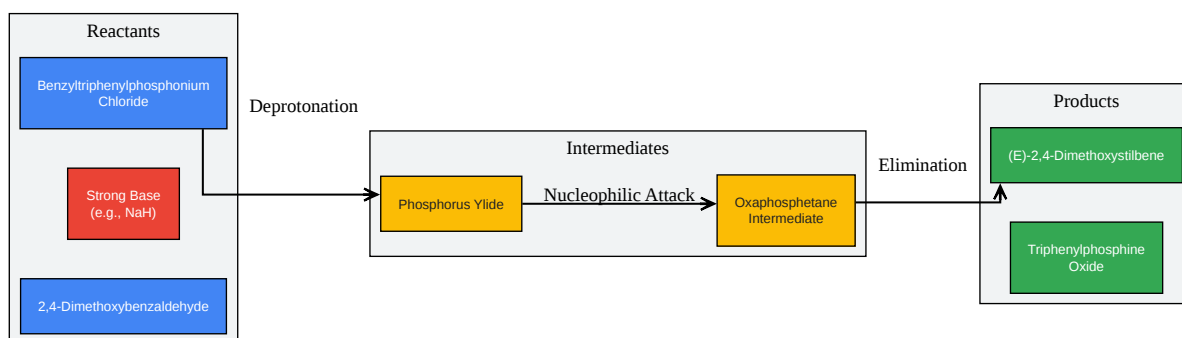 Reactants
Benzyltriphenylphosphonium
Chloride
Strong Base
(e.g., NaH)
2,4-Dimethoxybenzaldehyde
Deprotonation
Intermediates
Phosphorus Ylide
Nucleophilic Attack
Oxaphosphetane
Intermediate
Elimination
Products
(E)-2,4-Dimethoxystilbene
Triphenylphosphine
Oxide